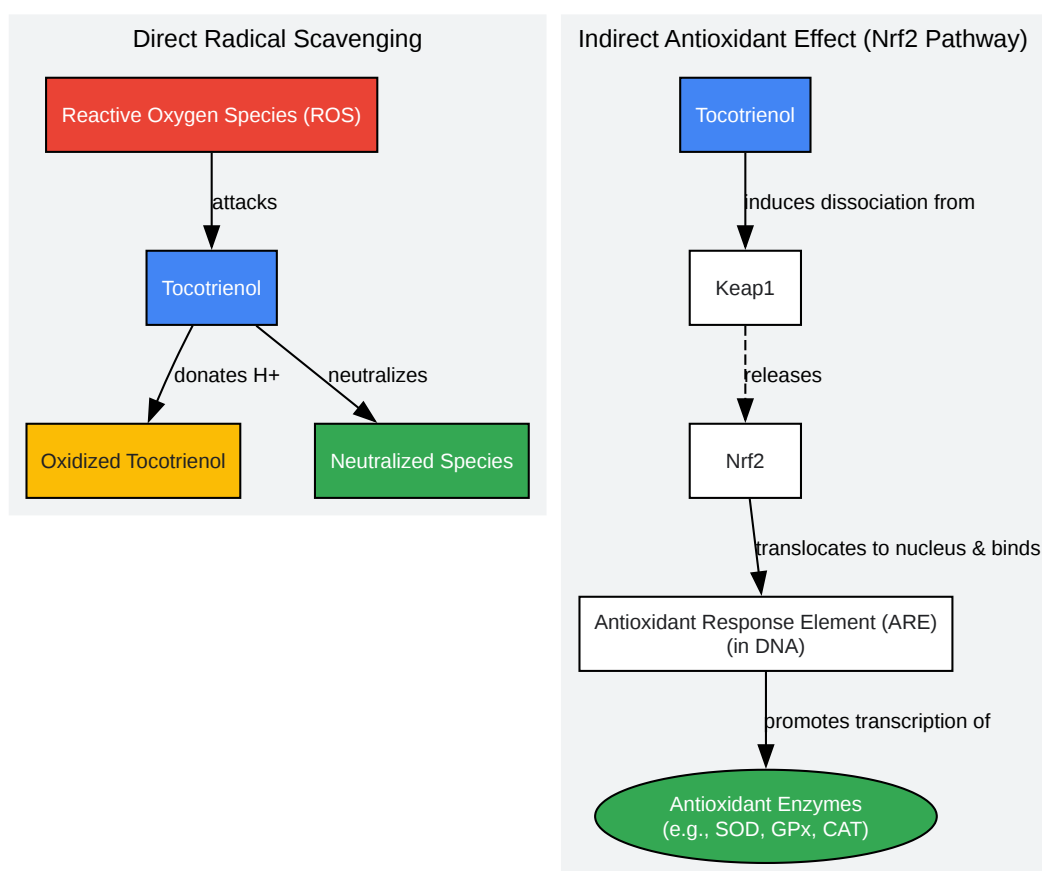 Direct Radical Scavenging
Reactive Oxygen Species (ROS)
attacks
Tocotrienol
donates H+
neutralizes
Oxidized Tocotrienol
Neutralized Species
Indirect Antioxidant Effect (Nrf2 Pathway)
Tocotrienol
induces dissociation from
Keap1
releases
Nrf2
translocates to nucleus & binds
Antioxidant Response Element (ARE)
(in DNA)
promotes transcription of
Antioxidant Enzymes
(e.g., SOD, GPx, CAT)